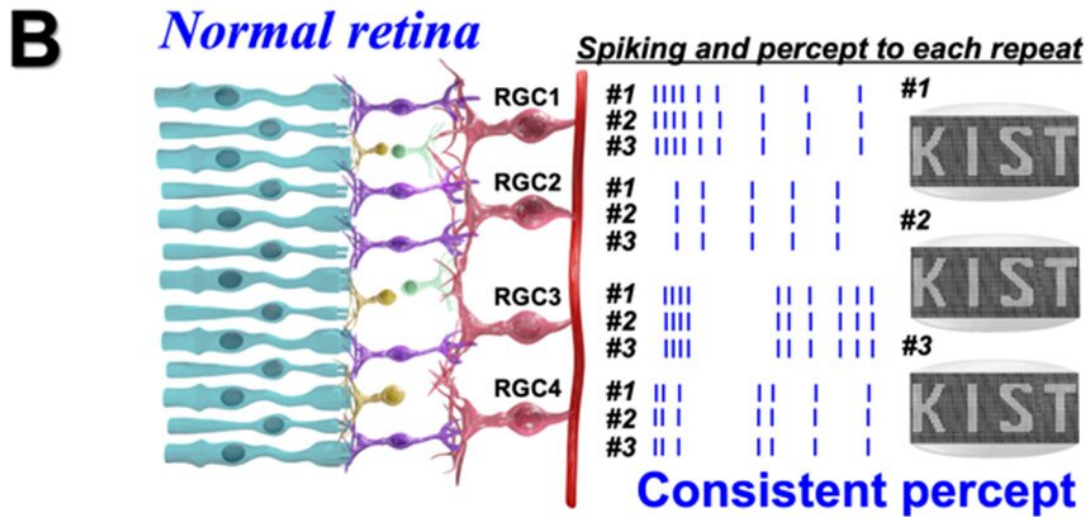 B
Normal retina
Spiking and percept to each repeat
RGC1
#1
#2
#3
RGC2
#1
#2
#3
RGC3
#1
#2
#3
RGC4
#1
#2
#3
#1
KIST
#2
KIST
#3
KIST
Consistent percept